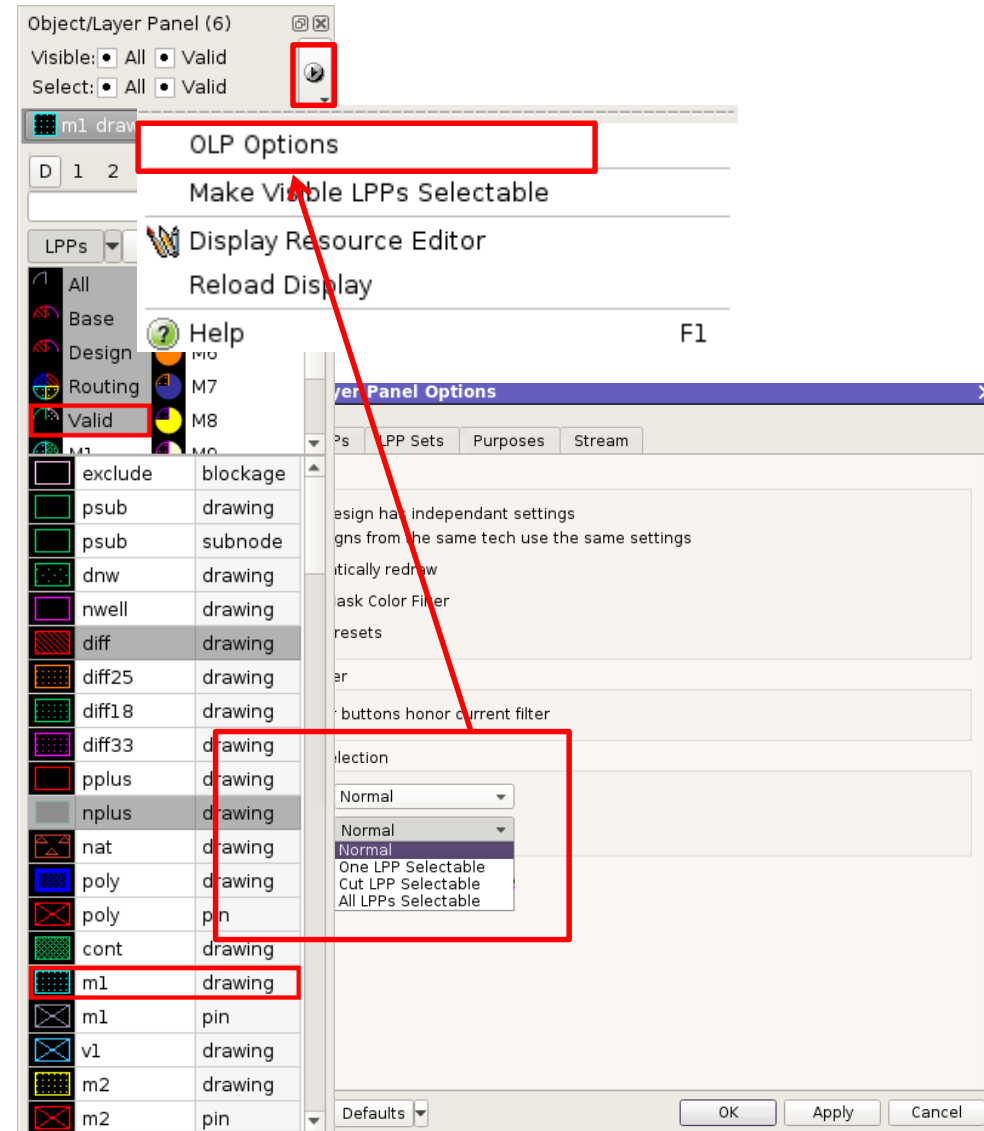 Object/Layer Panel (6)
Visible: All Valid
Select: All Valid
m1 draw
D 1 2
OLP Options
Make Visible LPPs Selectable
Display Resource Editor
Reload Display
Help F1
LPPs
All
Base
Design M6
Routing M7
Valid M8
M1 M9
yer Panel Options
Ps LPP Sets Purposes Stream
esign has independant settings
gns from the same tech use the same settings
atically redraw
Mask Color Filter
resets
er
r buttons honor current filter
election
Normal
Normal
Normal
One LPP Selectable
Cut LPP Selectable
All LPPs Selectable
exclude blockage
psub drawing
psub subnode
dnw drawing
nwell drawing
diff drawing
diff25 drawing
diff18 drawing
diff33 drawing
pplus drawing
nplus drawing
nat drawing
poly drawing
poly pin
cont drawing
m1 drawing
m1 pin
v1 drawing
m2 drawing
m2 pin
Defaults OK Apply Cancel